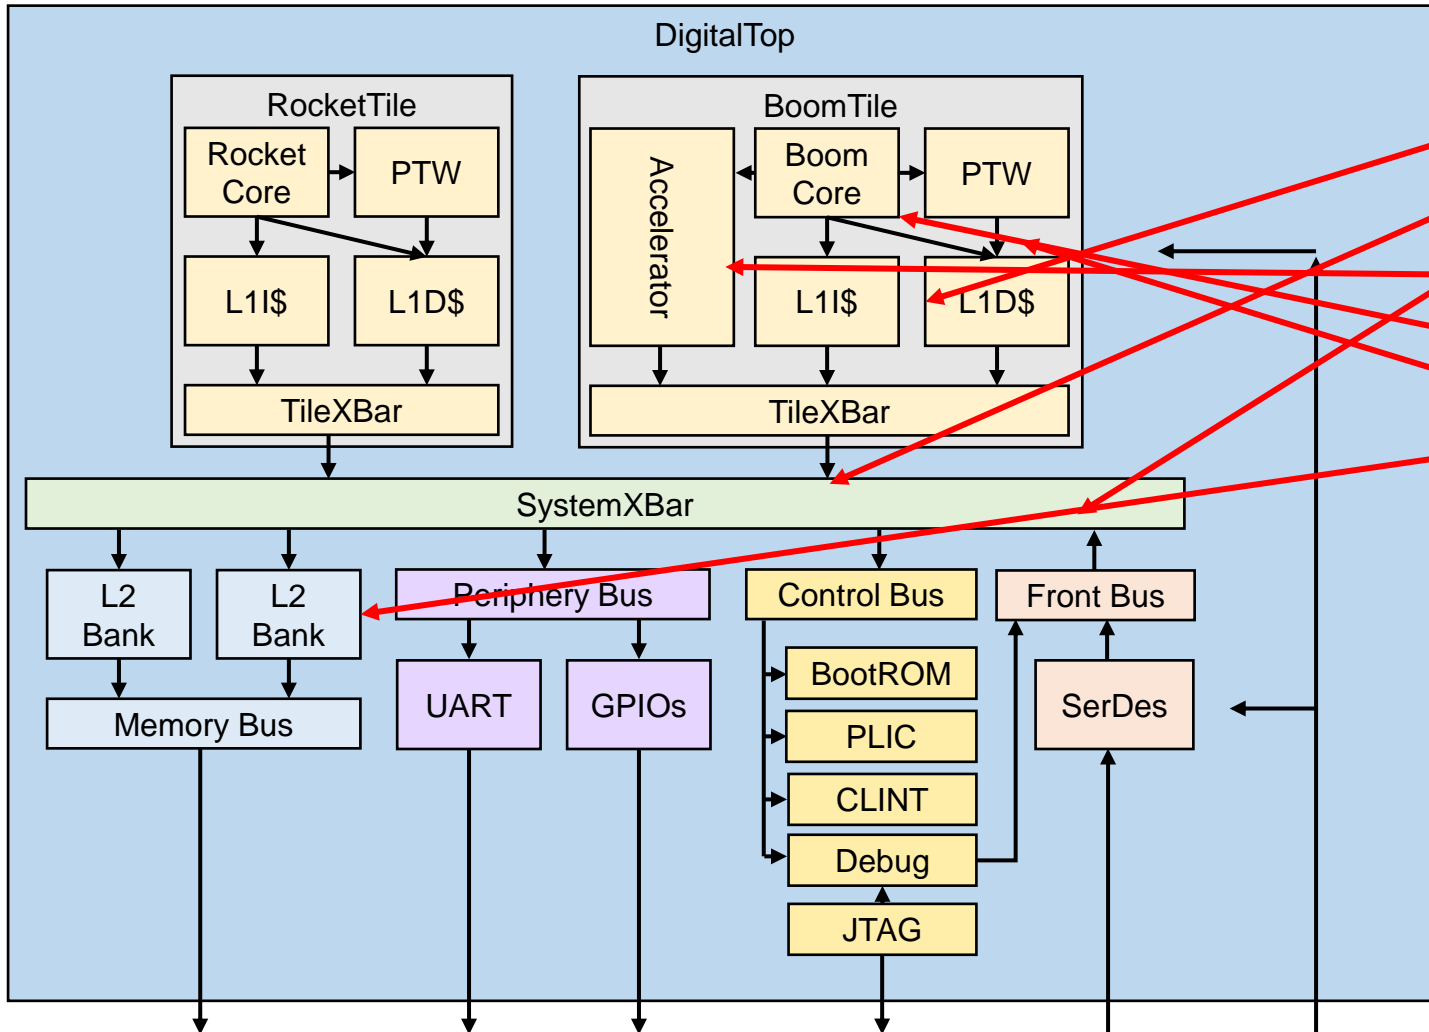 DigitalTop
RocketTile
Rocket
Core
PTW
L1I$
L1D$
TileXBar
BoomTile
Accelerator
Boom
Core
PTW
L1I$
L1D$
TileXBar
SystemXBar
L2
Bank
L2
Bank
Memory Bus
Periphery Bus
UART
GPIOs
Control Bus
BootROM
PLIC
CLINT
Debug
JTAG
Front Bus
SerDes